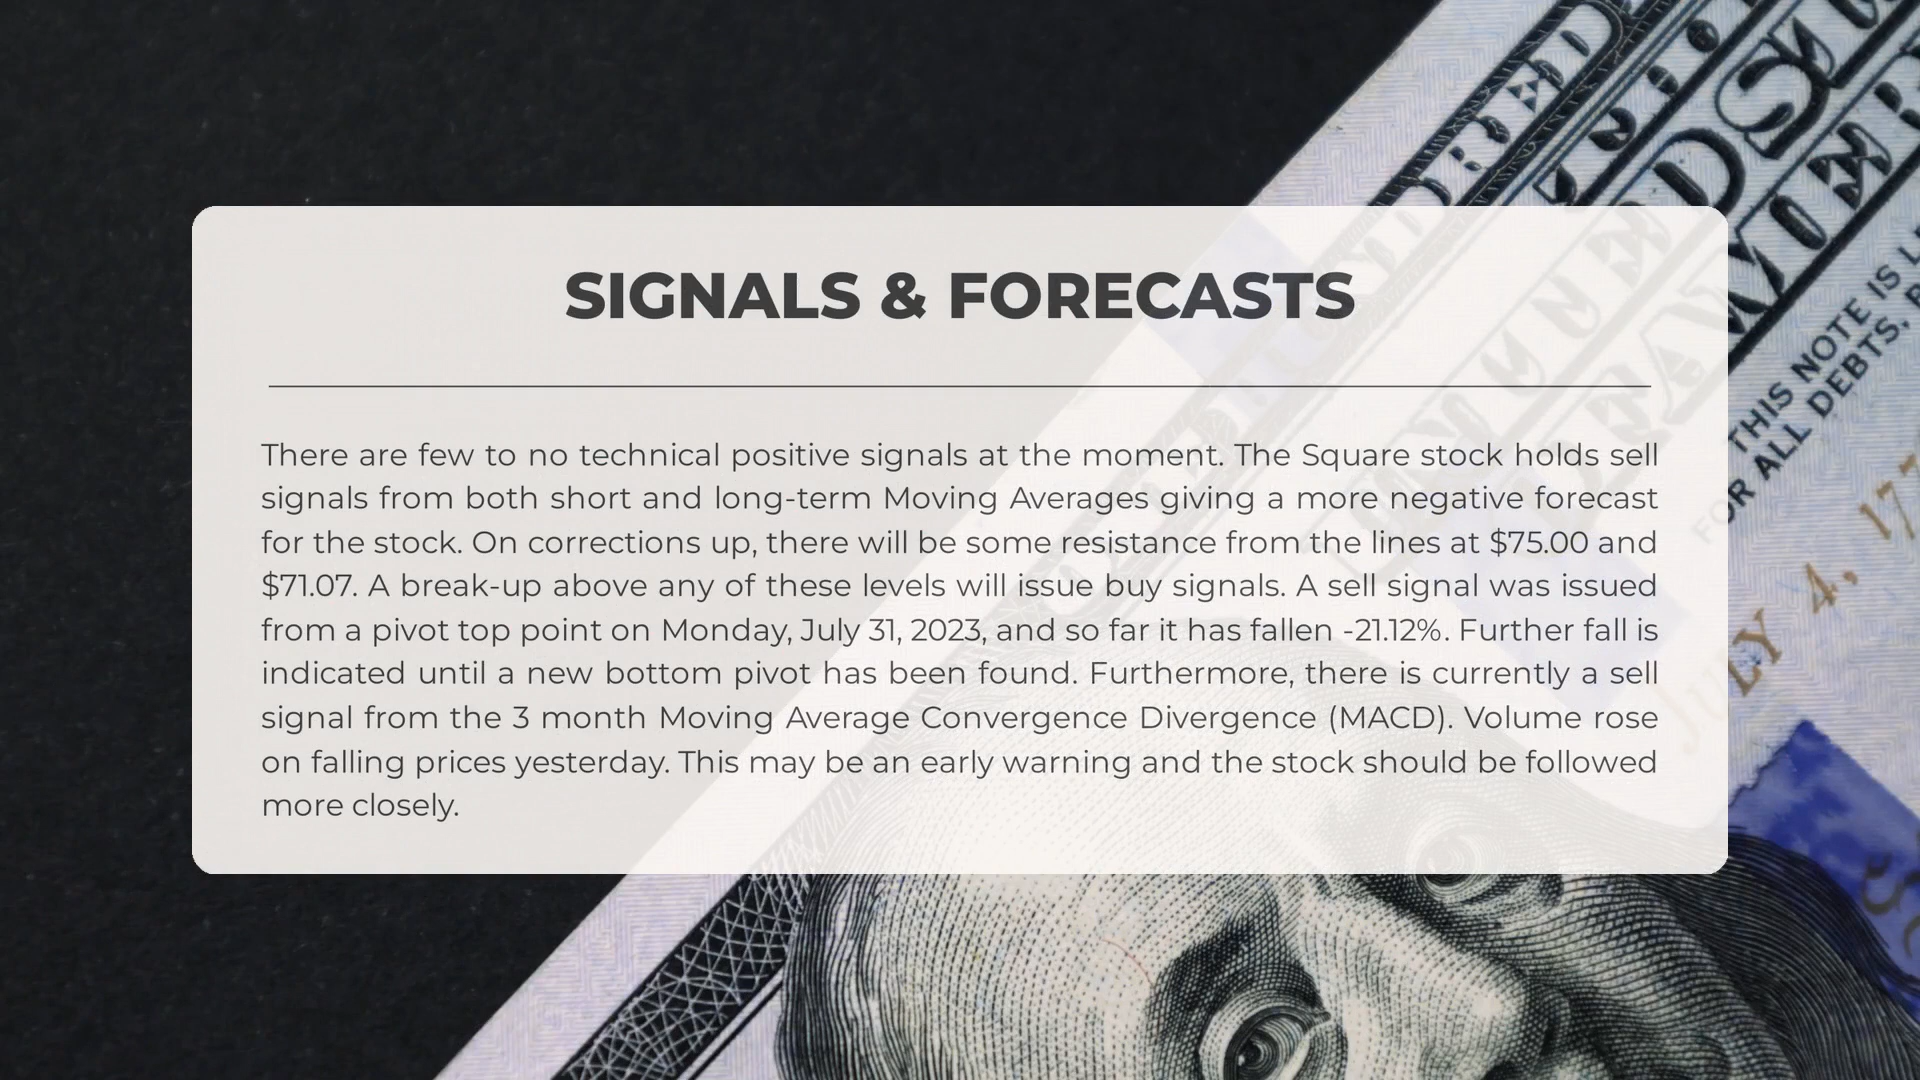 SIGNALS & FORECASTS
There are few to no technical positive signals at the moment. The Square stock holds sell
signals from both short and long-term Moving Averages giving a more negative forecast
for the stock. On corrections up, there will be some resistance from the lines at $75.00 and
$71.07. A break-up above any of these levels will issue buy signals. A sell signal was issued
from a pivot top point on Monday, July 31, 2023, and so far it has fallen -21.12%. Further fall is
indicated until a new bottom pivot has been found. Furthermore, there is currently a sell
signal from the 3 month Moving Average Convergence Divergence (MACD). Volume rose
on falling prices yesterday. This may be an early warning and the stock should be followed
more closely.
THIS NOTE IS
FOR ALL DEBTS,
JULY 4,